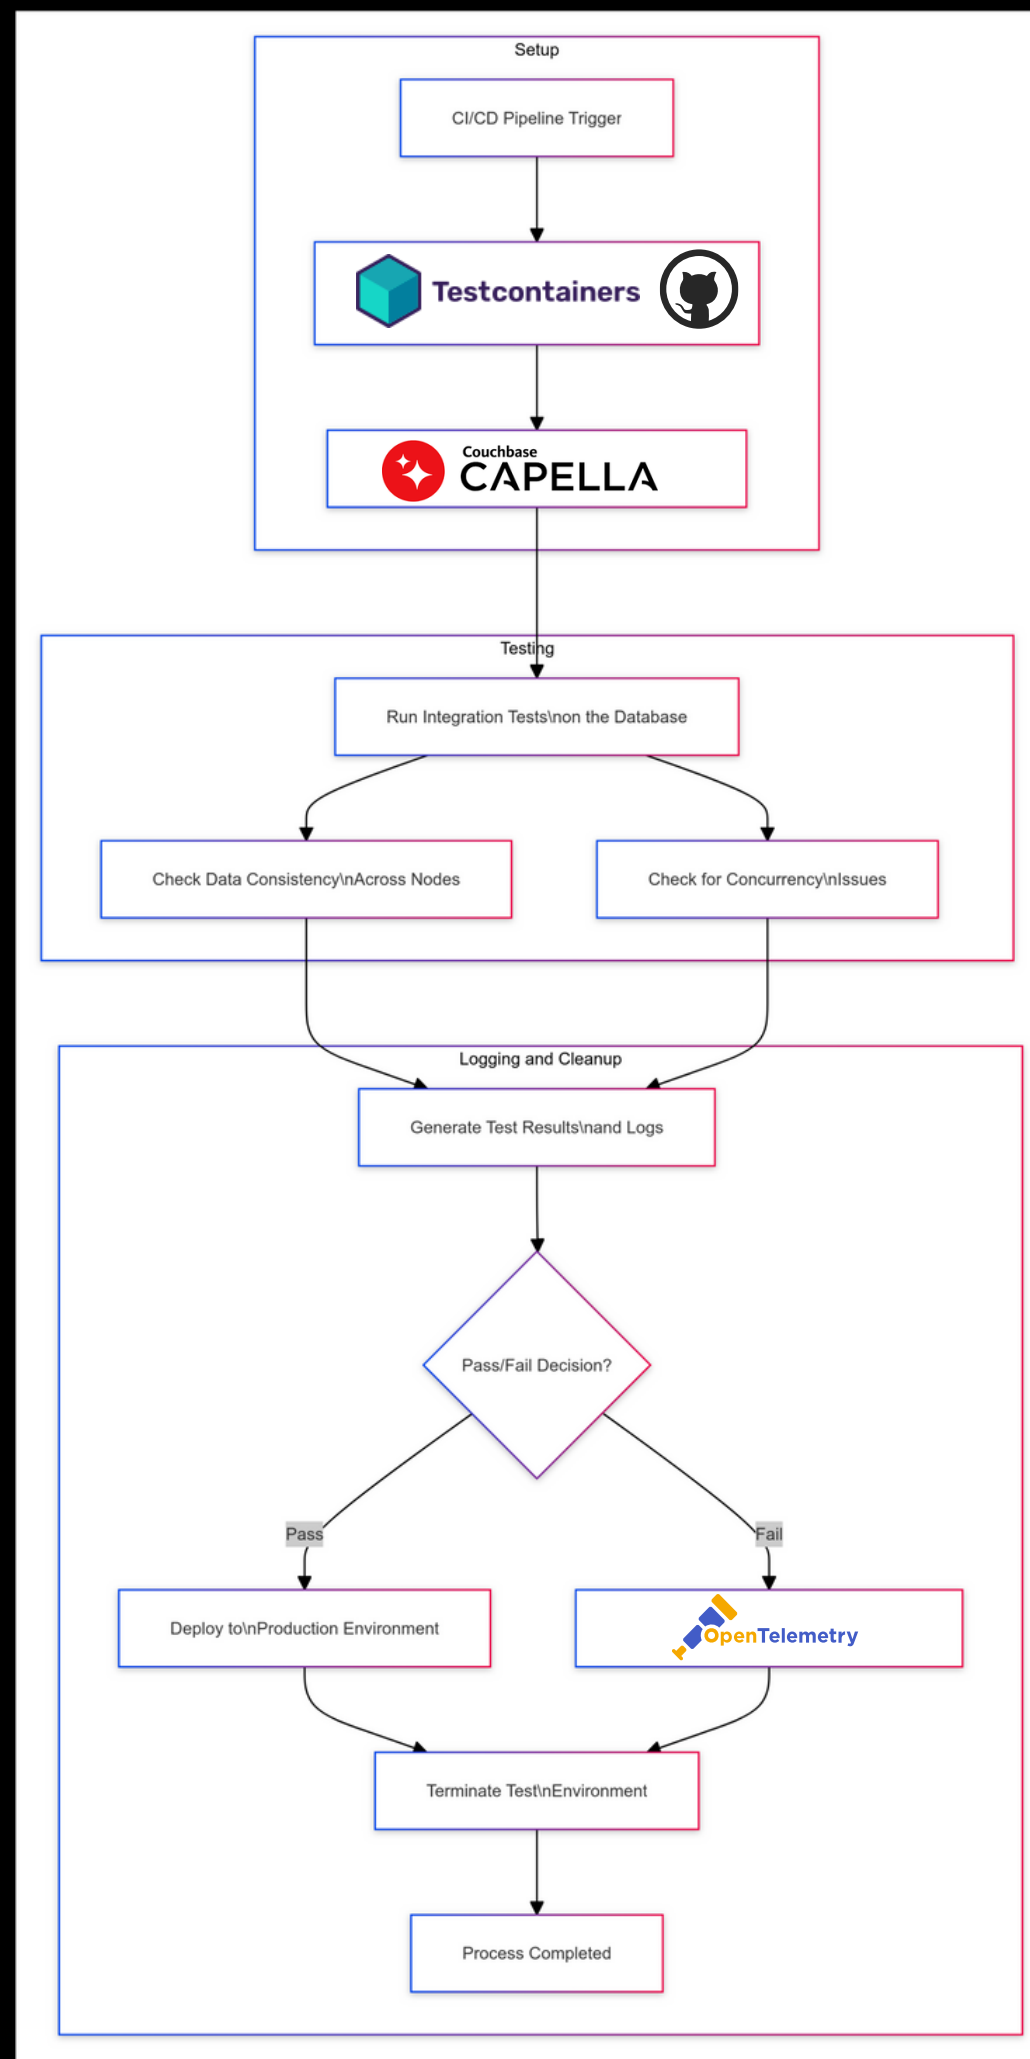 Setup
CI/CD Pipeline Trigger
Testcontainers
Couchbase
CAPELLA
Testing
Run Integration Tests\non the Database
Check Data Consistency\nAcross Nodes
Check for Concurrency\nIssues
Logging and Cleanup
Generate Test Results\nand Logs
Pass/Fail Decision?
Pass
Fail
Deploy to\nProduction Environment
OpenTelemetry
Terminate Test\nEnvironment
Process Completed